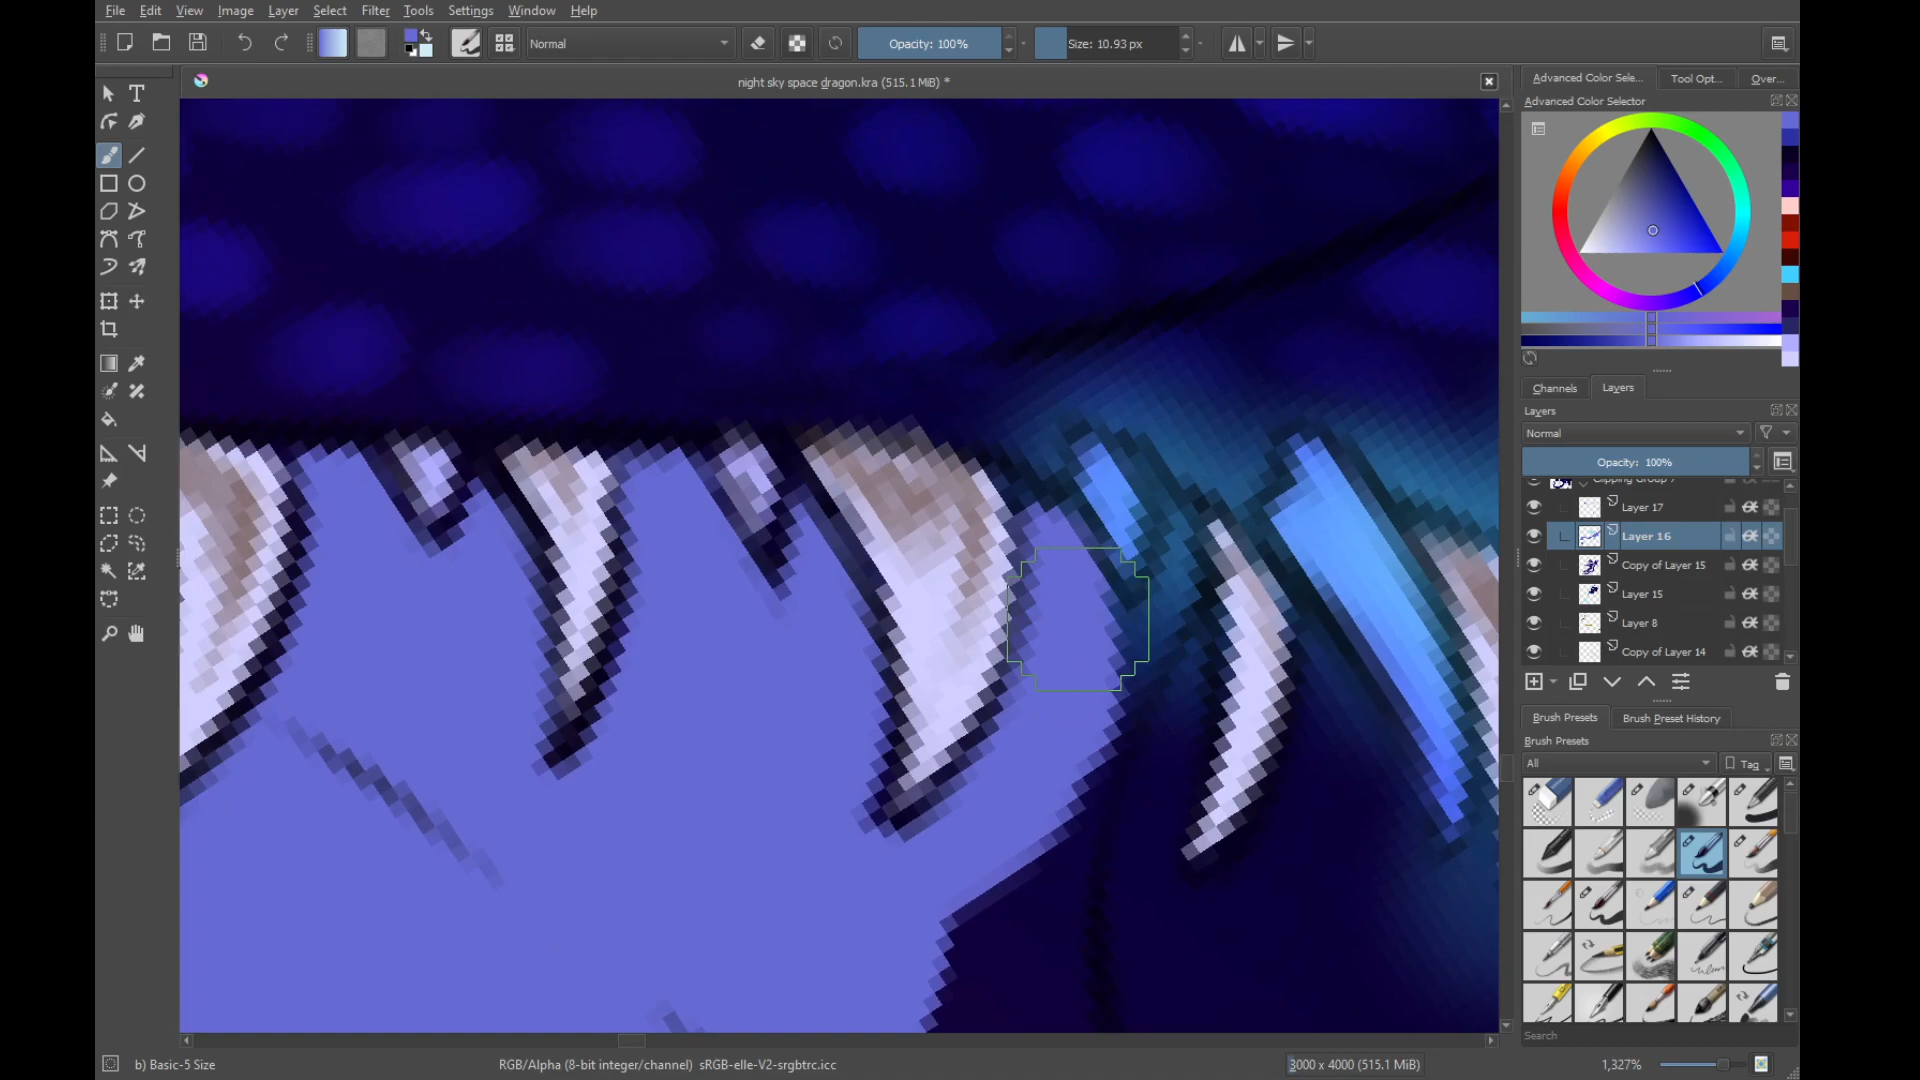 File Edit View Select Filter Tools Settings Window Help
Image Layer
Normal Opacity: 100% Size: 10.93 px
night sky space dragon.kra (515.1 MiB) *
Advanced Color Sele... Tool Opt... Over...
Advanced Color Selector
Channels Layers
Layers
Normal
Opacity: 100%
Clipping Group 7
Layer 17
Layer 16
Copy of Layer 15
Layer 15
Layer 8
Copy of Layer 14
Brush Presets Brush Preset History
Brush Presets
All Tag
Search
b) Basic-5 Size RGB/Alpha (8-bit integer/channel) sRGB-elle-V2-srgbtrc.icc 3000 x 4000 (515.1 MiB) 1,327%